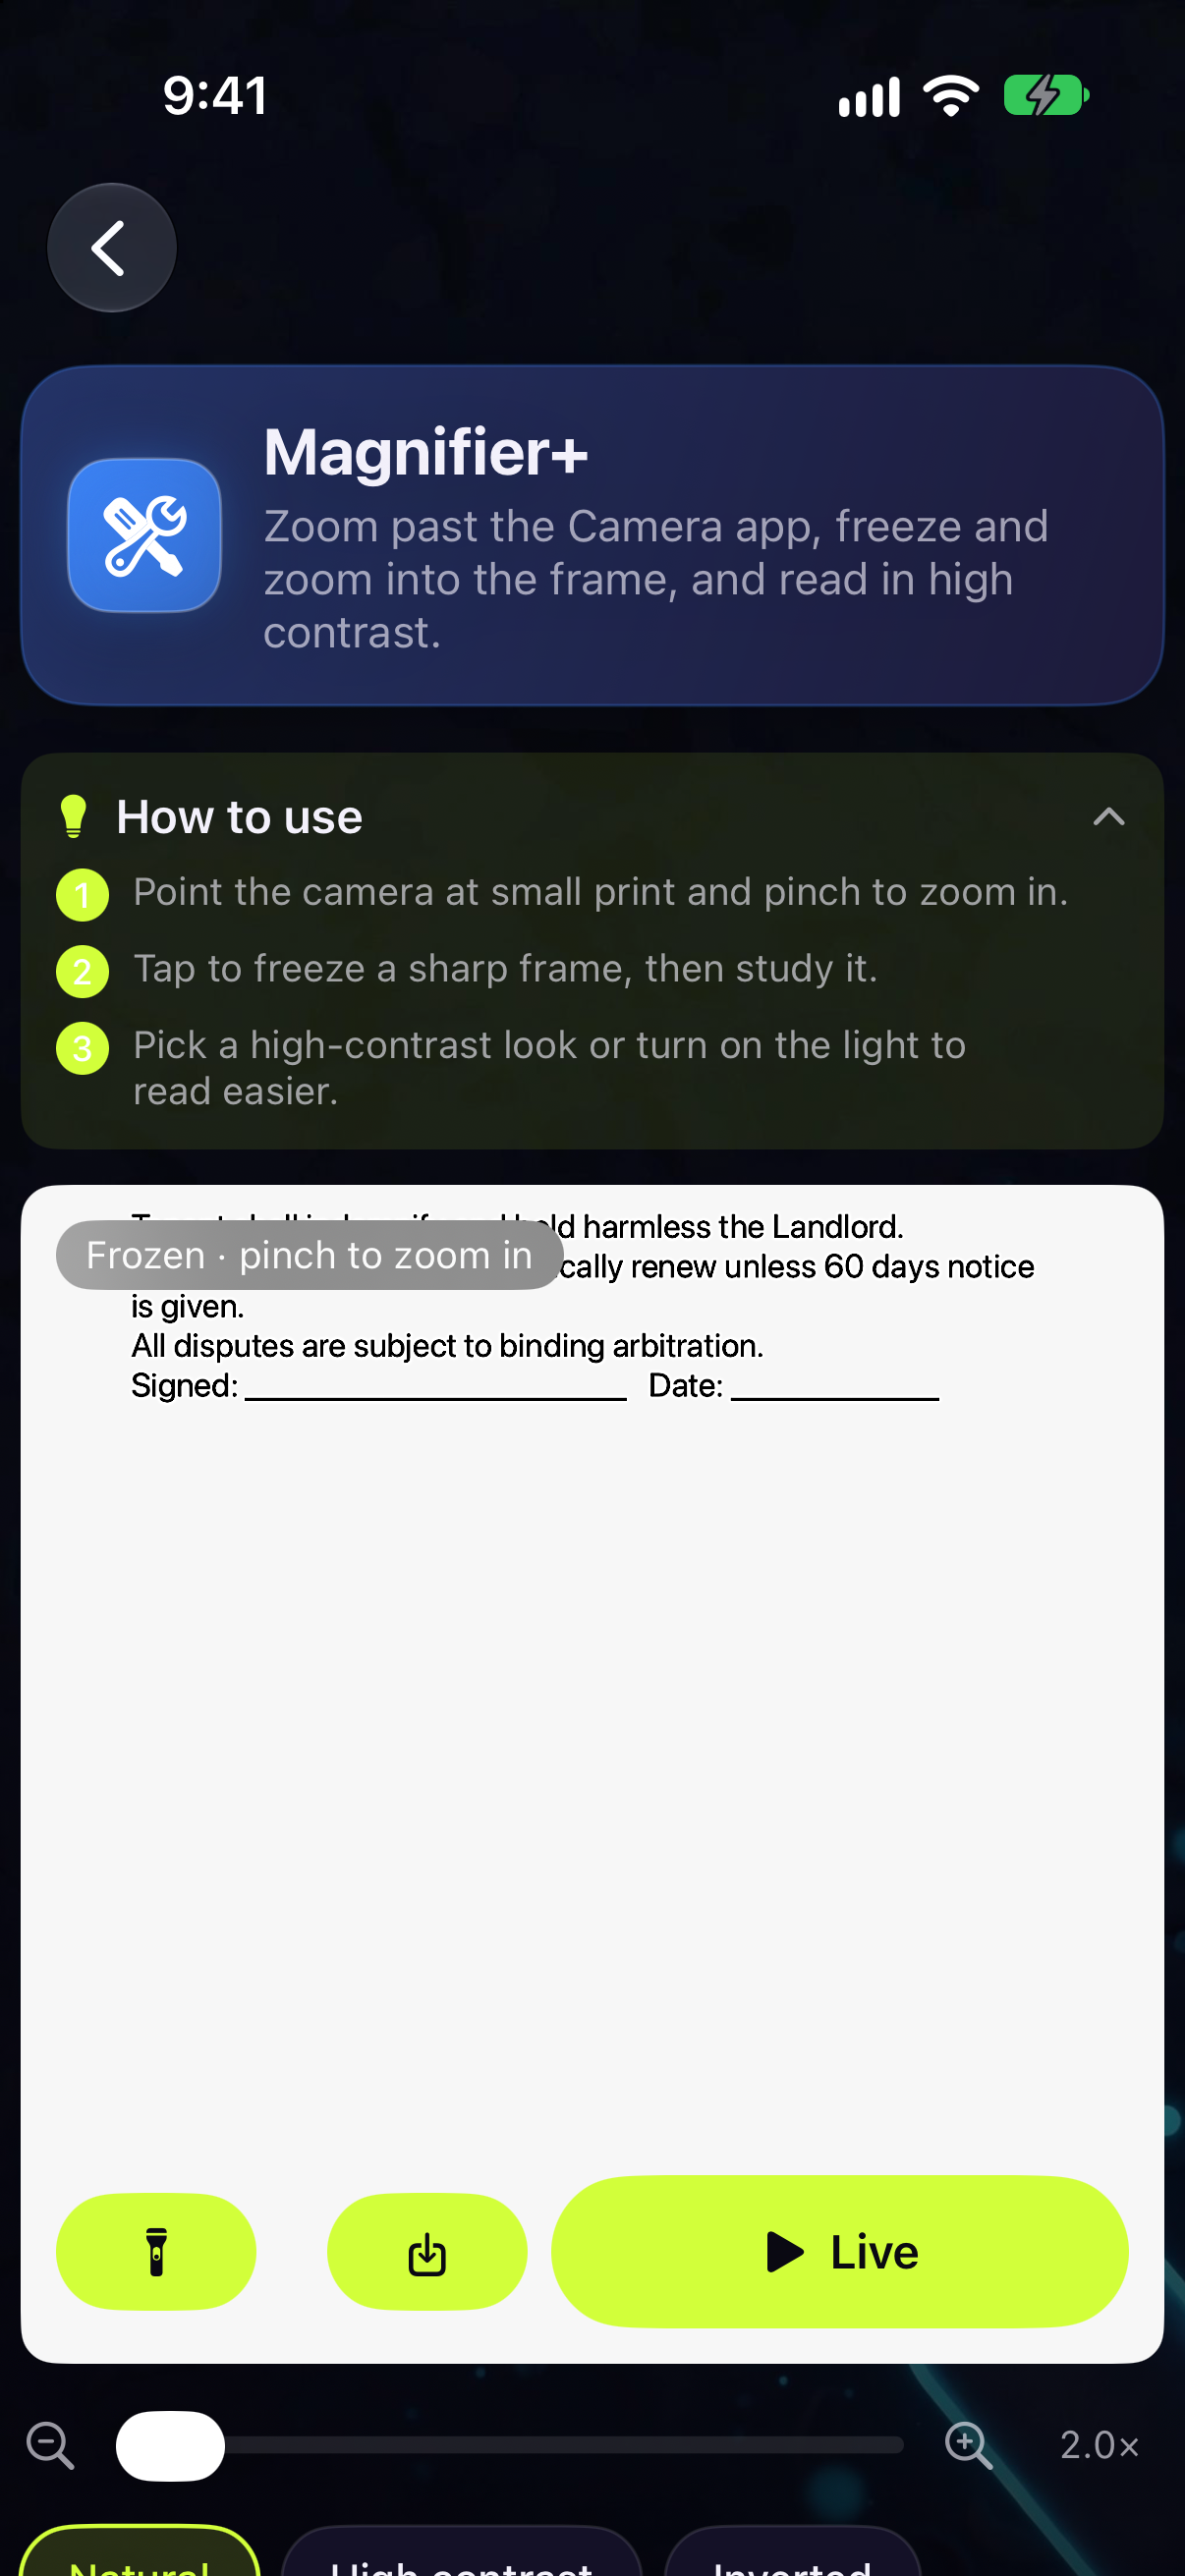 9:41
Magnifier+
Zoom past the Camera app, freeze and
zoom into the frame, and read in high
contrast.
How to use
1 Point the camera at small print and pinch to zoom in.
2 Tap to freeze a sharp frame, then study it.
3 Pick a high-contrast look or turn on the light to
read easier.
harmless the Landlord.
Frozen · pinch to zoom in
renew unless 60 days notice
is given.
All disputes are subject to binding arbitration.
Signed: Date:
Live
2.0×
Natural High contrast Inverted